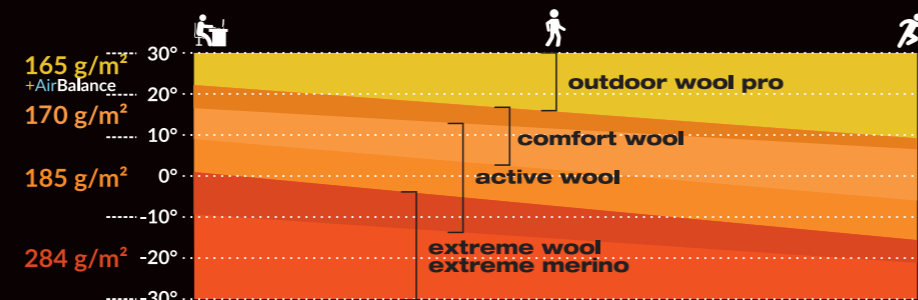 165 g/m²
+AirBalance
170 g/m²
185 g/m²
284 g/m²
30°
20°
10°
0°
-10°
-20°
-30°
outdoor wool pro
comfort wool
active wool
extreme wool
extreme merino